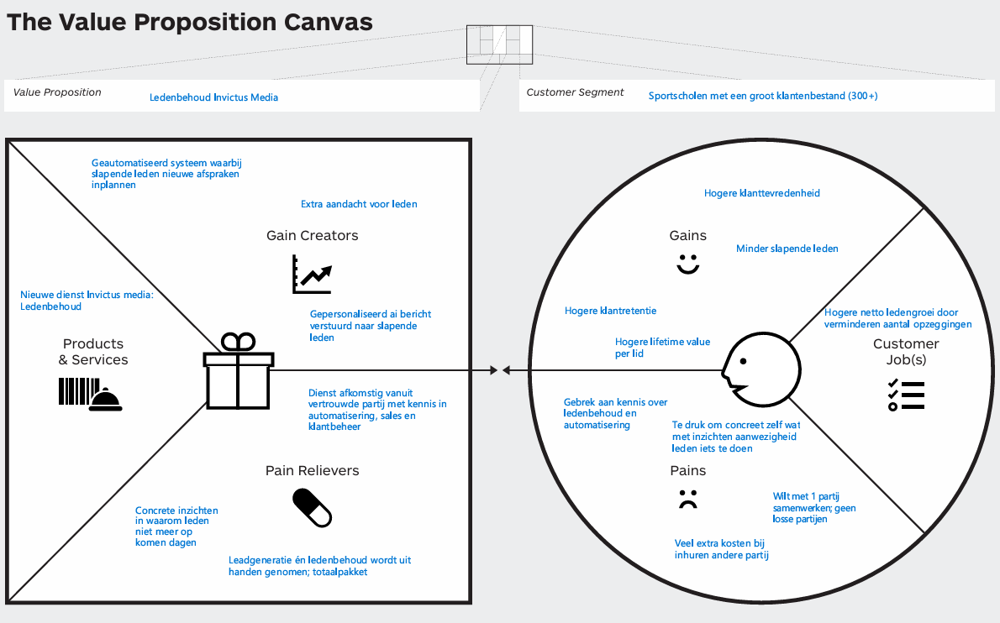 The Value Proposition Canvas
Value Proposition
Ledenbehoud Invictus Media
Customer Segment
Sportscholen met een groot klantenbestand (300+)
Geautomatiseerd systeem waarbij
slapende leden nieuwe afspraken
inplannen
Extra aandacht voor leden
Gain Creators
Nieuwe dienst Invictus media:
Ledenbehoud
Gepersonaliseerd ai bericht
verstuurd naar slapende
leden
Products
& Services
Dienst afkomstig vanuit
vertrouwde partij met kennis in
automatisering, sales en
klantbeheer
Pain Relievers
Concrete inzichten
in waarom leden
niet meer op
komen dagen
Leadgeneratie én ledenbehoud wordt uit
handen genomen; totaalpakket
Hogere klanttevredenheid
Gains
Minder slapende leden
Hogere klantretentie
Hogere lifetime value
per lid
Hogere netto ledengroei door
verminderen aantal opzeggingen
Customer
Job(s)
Gebrek aan kennis over
ledenbehoud en
automatisering
Te druk om concreet zelf wat
met inzichten aanwezigheid
leden iets te doen
Pains
Wilt met 1 partij
samenwerken; geen
losse partijen
Veel extra kosten bij
inhuren andere partij